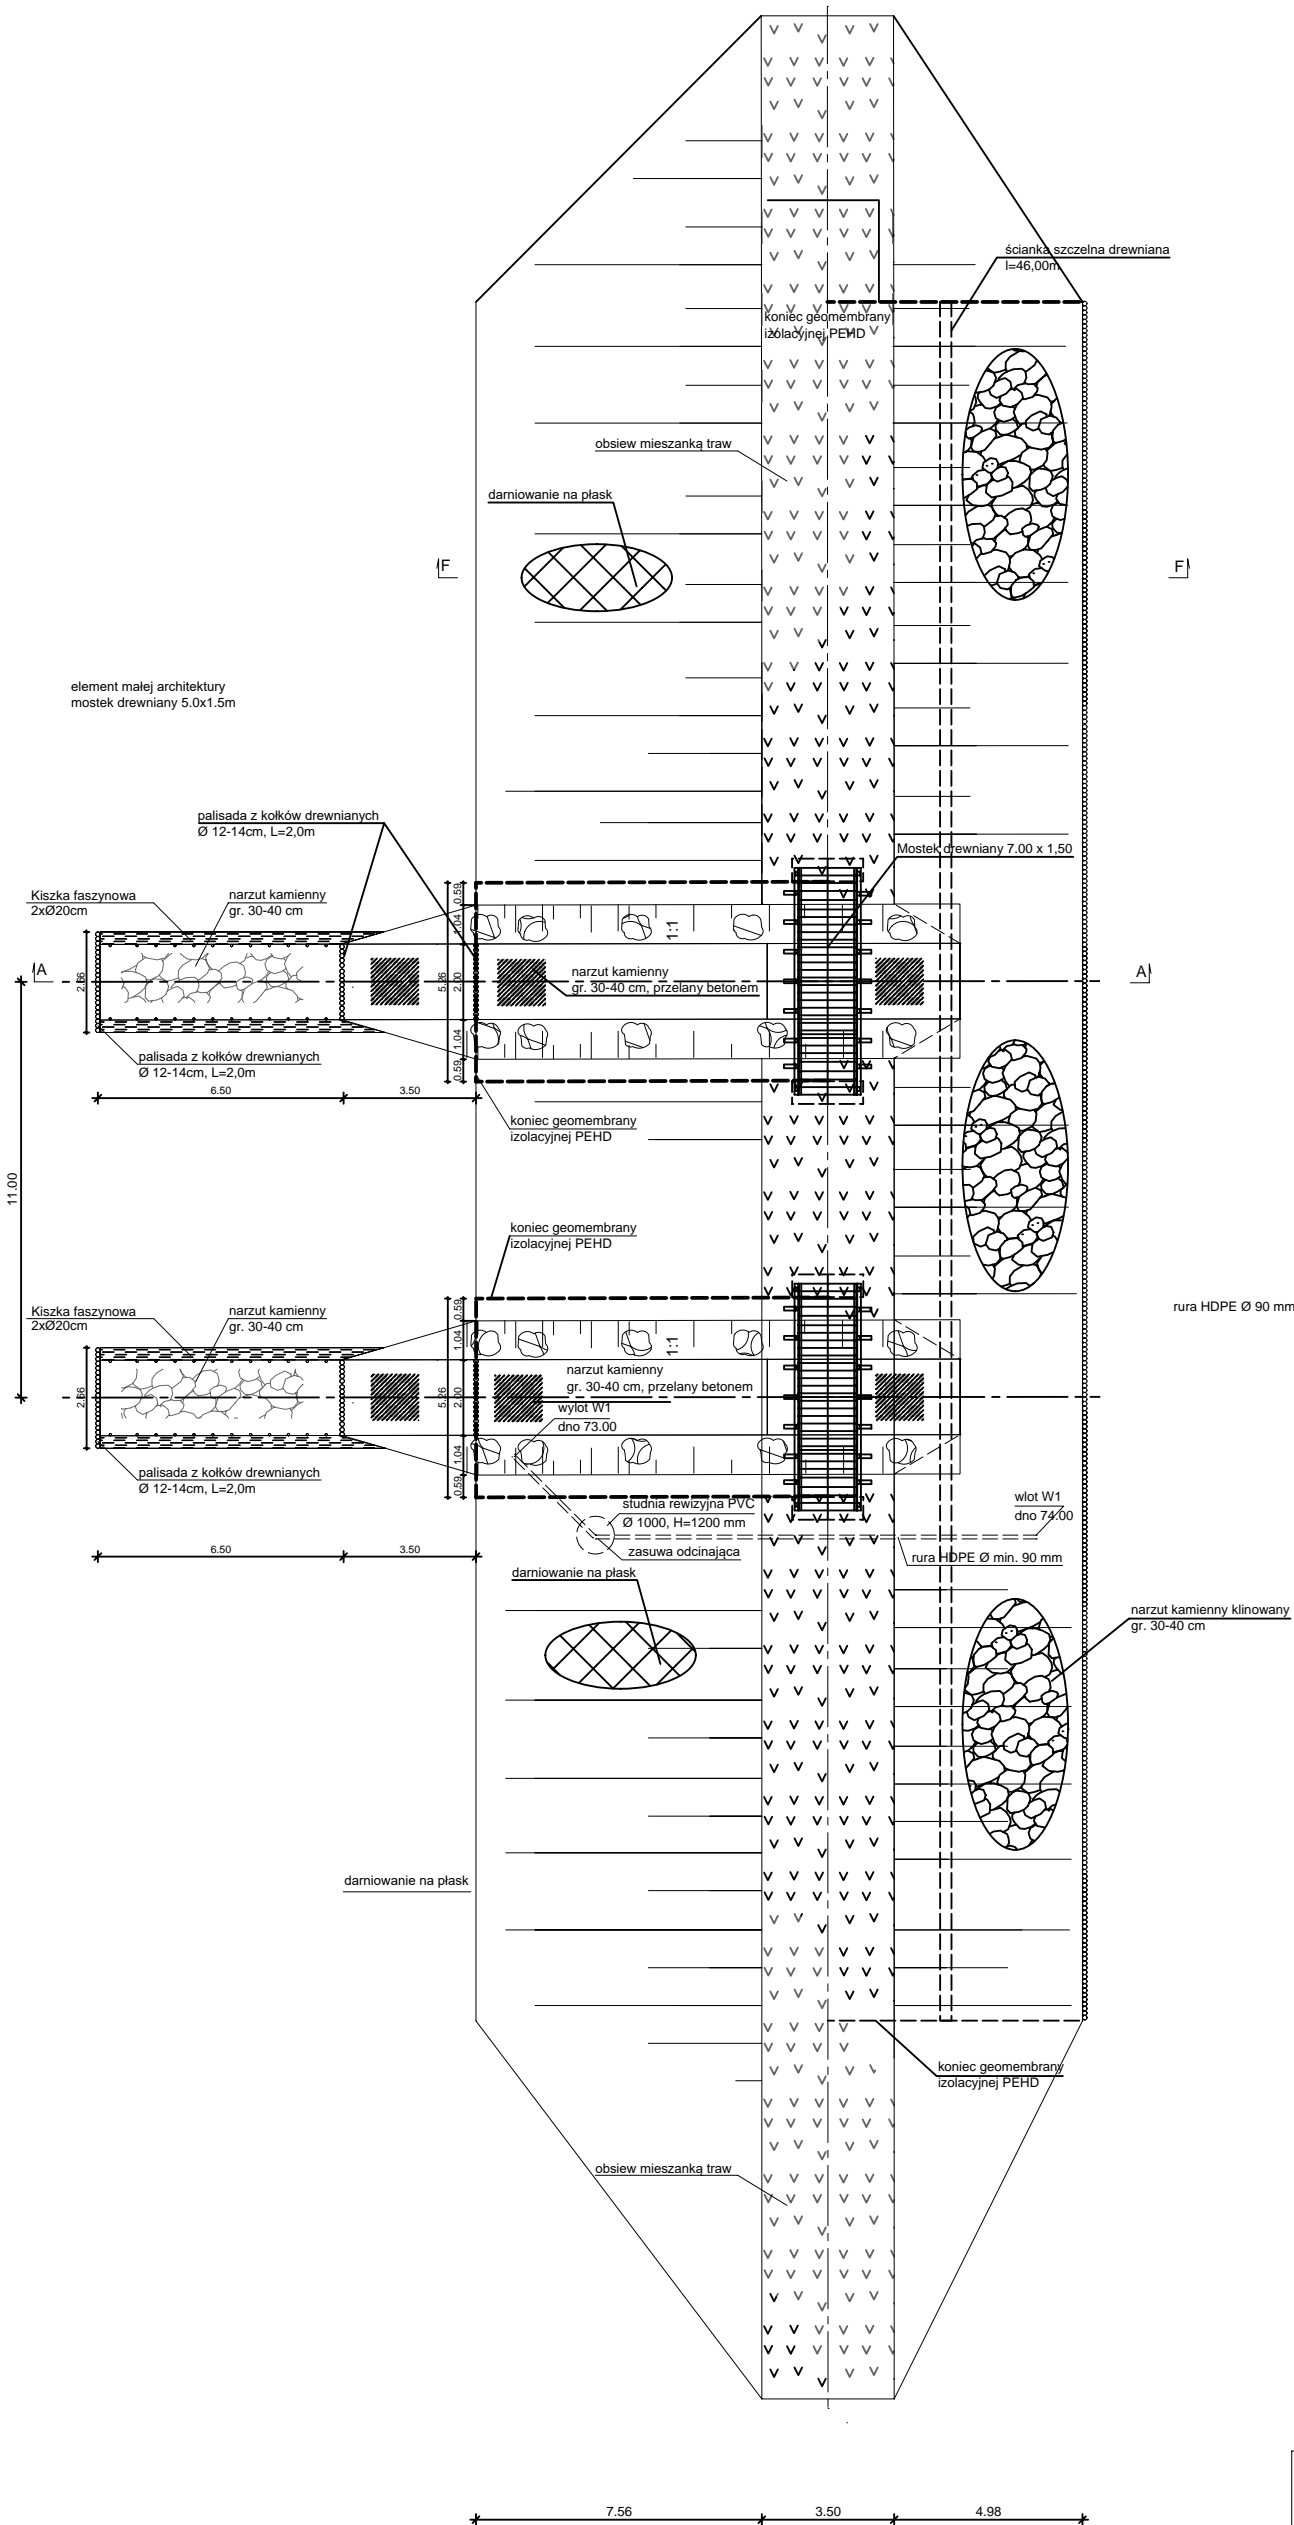 ścianka szczelna drewniana
l=46,00m
koniec geomembrany
izolacyjnej PEHD
obsiew mieszanką traw
darniowanie na płask
F
F
element małej architektury
mostek drewniany 5.0x1.5m
palisada z kołków drewnianych
Ø 12-14cm, L=2,0m
Mostek drewniany 7.00 x 1,50
Kiszka faszynowa
2xØ20cm
narzut kamienny
gr. 30-40 cm
0.59
1.04
1:1
A
2.66
5.26
2.00
narzut kamienny
gr. 30-40 cm, przelany betonem
A
1.04
0.59
palisada z kołków drewnianych
Ø 12-14cm, L=2,0m
6.50
3.50
koniec geomembrany
izolacyjnej PEHD
11.00
koniec geomembrany
izolacyjnej PEHD
rura HDPE Ø 90 mm
Kiszka faszynowa
2xØ20cm
narzut kamienny
gr. 30-40 cm
0.59
1.04
1:1
2.66
5.26
2.00
narzut kamienny
gr. 30-40 cm, przelany betonem
wylot W1
dno 73.00
1.04
0.59
palisada z kołków drewnianych
Ø 12-14cm, L=2,0m
studnia rewizyjna PVC
Ø 1000, H=1200 mm
wlot W1
dno 74.00
6.50
3.50
zasuwa odcinająca
rura HDPE Ø min. 90 mm
darniowanie na płask
narzut kamienny klinowany
gr. 30-40 cm
darniowanie na płask
koniec geomembrany
izolacyjnej PEHD
obsiew mieszanką traw
7.56
3.50
4.98